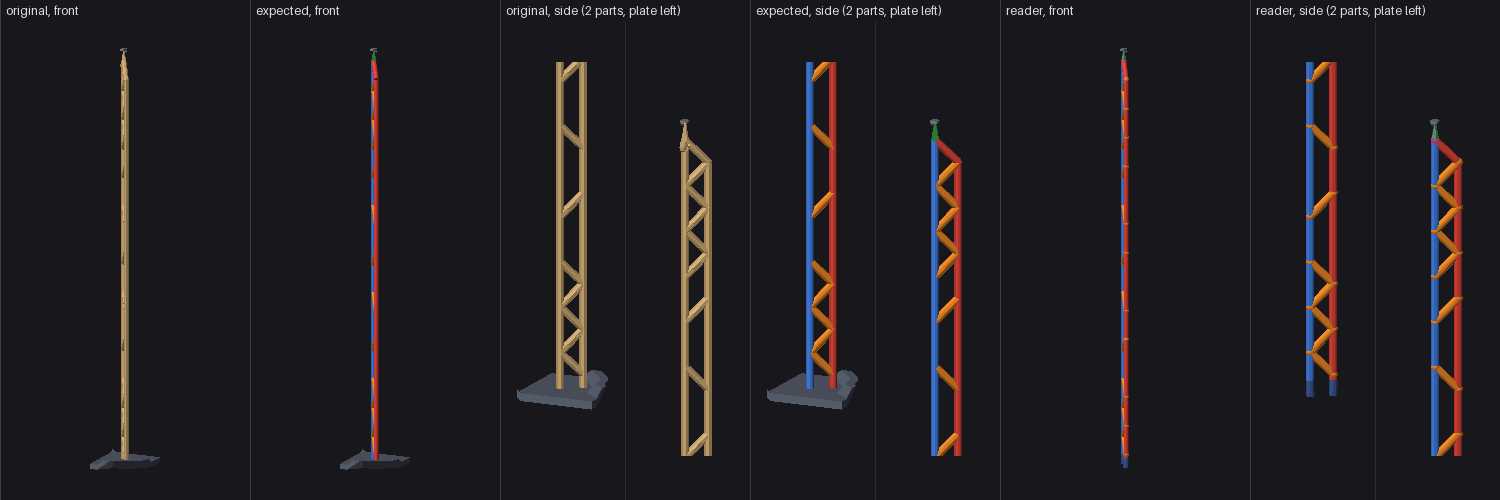 original, front
expected, front
original, side (2 parts, plate left)
expected, side (2 parts, plate left)
reader, front
reader, side (2 parts, plate left)